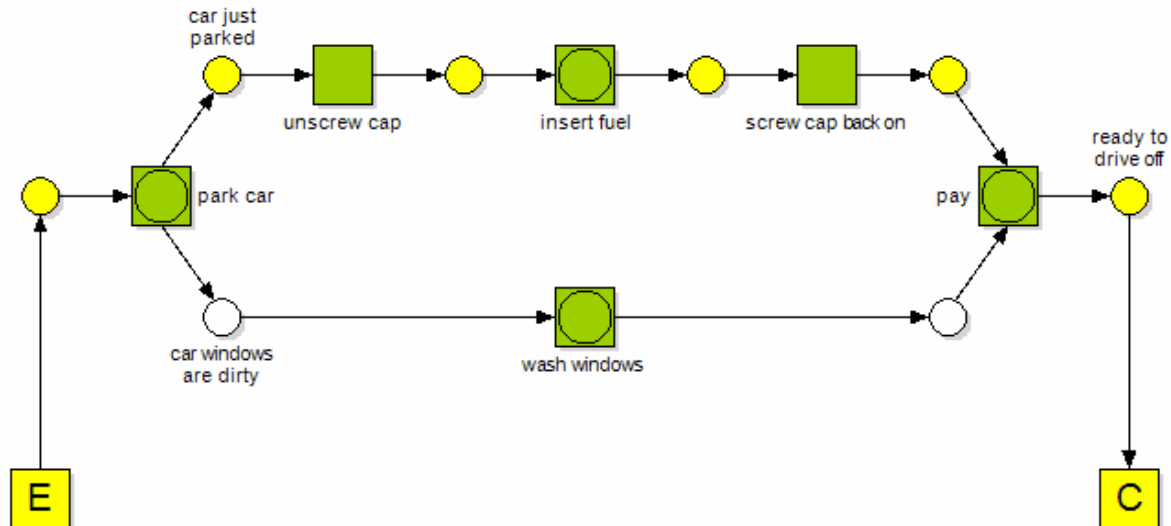 car just
parked
unscrew cap
insert fuel
screw cap back on
ready to
drive off
park car
pay
car windows
are dirty
wash windows
E
C